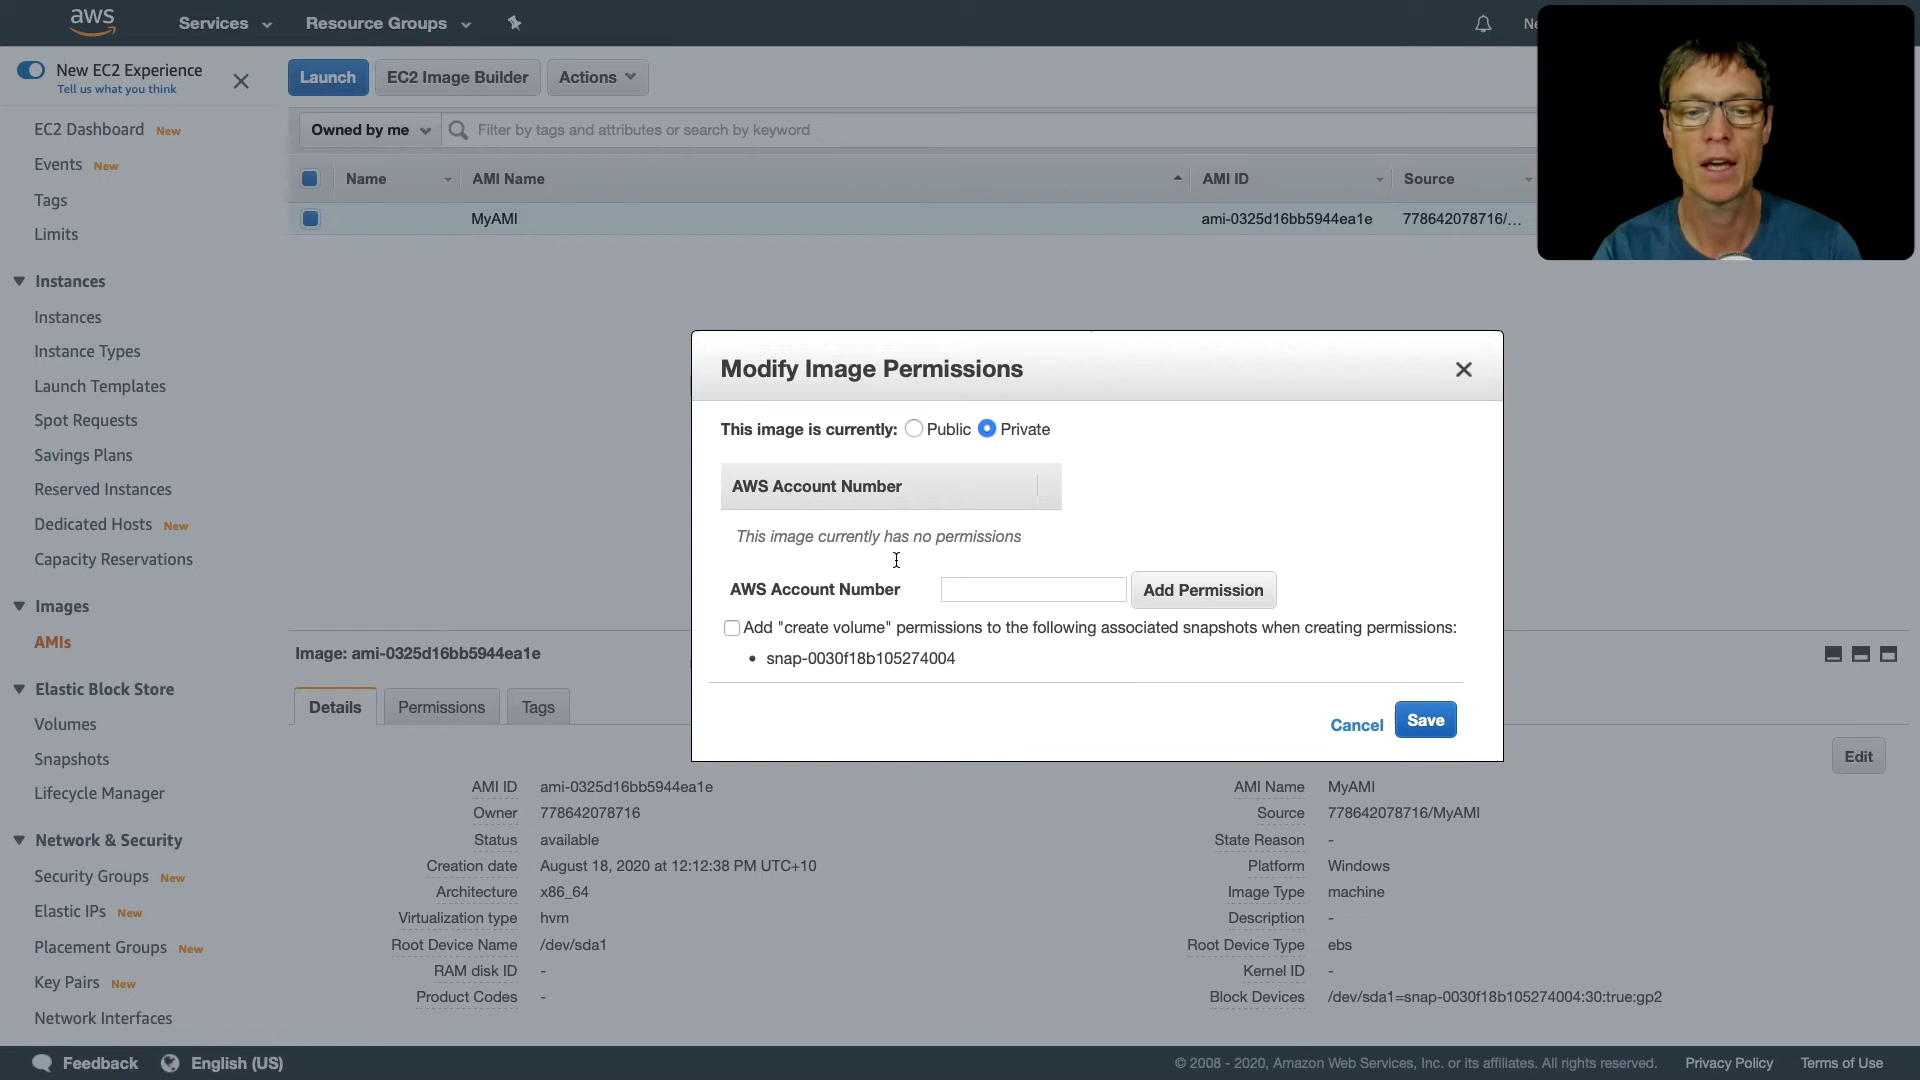 aws
Services
Resource Groups
New EC2 Experience
Tell us what you think
EC2 Dashboard New
Events New
Tags
Limits
Instances
Instances
Instance Types
Launch Templates
Spot Requests
Savings Plans
Reserved Instances
Dedicated Hosts New
Capacity Reservations
Images
AMIs
Elastic Block Store
Volumes
Snapshots
Lifecycle Manager
Network & Security
Security Groups New
Elastic IPs New
Placement Groups New
Key Pairs New
Network Interfaces
Launch
EC2 Image Builder
Actions
Owned by me
Filter by tags and attributes or search by keyword
Name AMI Name AMI ID Source
MyAMI ami-0325d16bb5944ea1e 778642078716/...
Modify Image Permissions
This image is currently: Public Private
AWS Account Number
This image currently has no permissions
AWS Account Number Add Permission
Add "create volume" permissions to the following associated snapshots when creating permissions:
• snap-0030f18b105274004
Cancel Save
Image: ami-0325d16bb5944ea1e
Details Permissions Tags
Edit
AMI ID ami-0325d16bb5944ea1e
Owner 778642078716
Status available
Creation date August 18, 2020 at 12:12:38 PM UTC+10
Architecture x86_64
Virtualization type hvm
Root Device Name /dev/sda1
RAM disk ID -
Product Codes -
AMI Name MyAMI
Source 778642078716/MyAMI
State Reason -
Platform Windows
Image Type machine
Description -
Root Device Type ebs
Kernel ID -
Block Devices /dev/sda1=snap-0030f18b105274004:30:true:gp2
Feedback
English (US)
© 2008 - 2020, Amazon Web Services, Inc. or its affiliates. All rights reserved.
Privacy Policy
Terms of Use